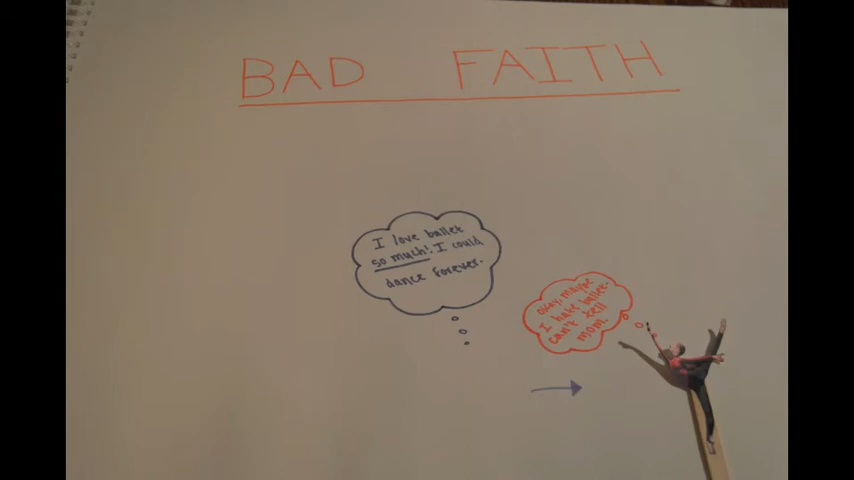 BAD FAITH
I love ballet
so much! I could
dance forever.
Okay, maybe
I hate ballet.
can't tell
mom.